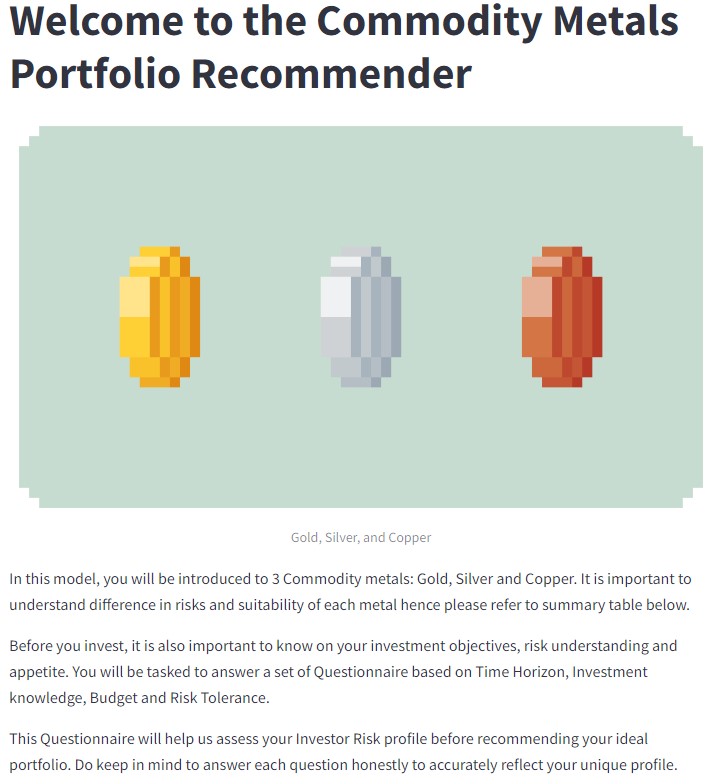 Welcome to the Commodity Metals
Portfolio Recommender
Gold, Silver, and Copper
In this model, you will be introduced to 3 Commodity metals: Gold, Silver and Copper. It is important to
understand difference in risks and suitability of each metal hence please refer to summary table below.
Before you invest, it is also important to know on your investment objectives, risk understanding and
appetite. You will be tasked to answer a set of Questionnaire based on Time Horizon, Investment
knowledge, Budget and Risk Tolerance.
This Questionnaire will help us assess your Investor Risk profile before recommending your ideal
portfolio. Do keep in mind to answer each question honestly to accurately reflect your unique profile.